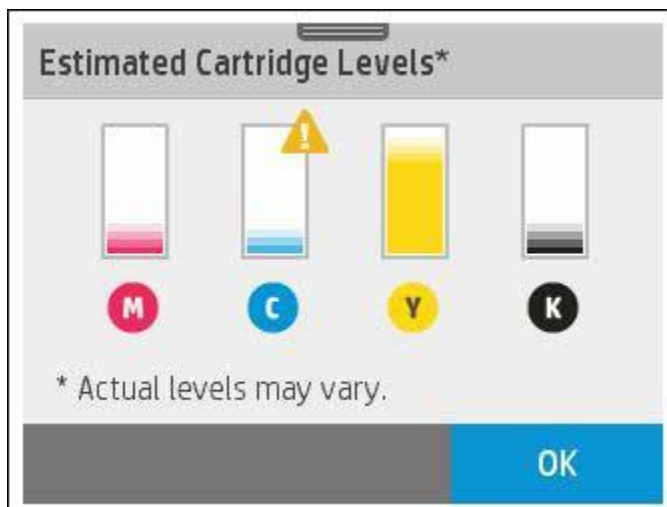 Estimated Cartridge Levels*
!
M C Y K
* Actual levels may vary.
OK